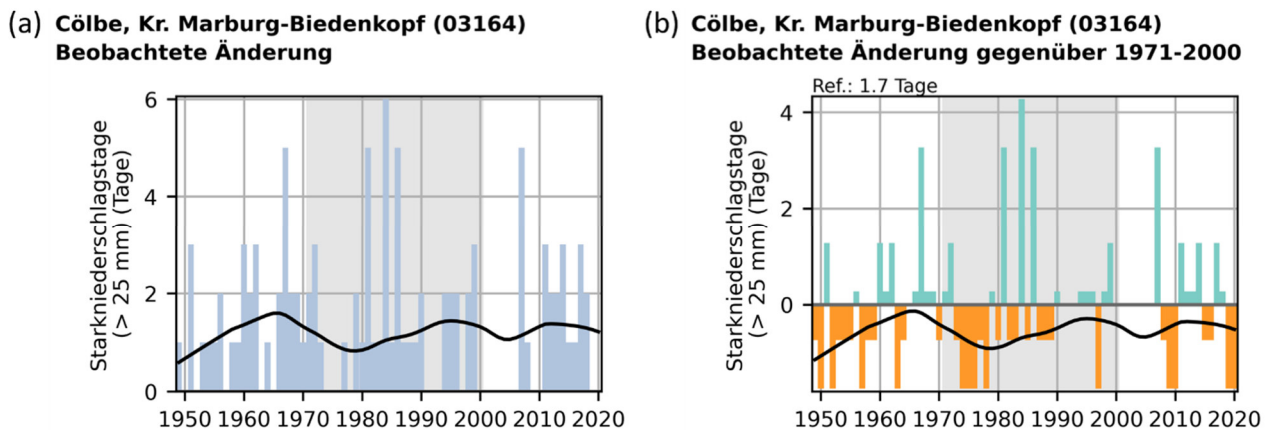 (a) Cölbe, Kr. Marburg-Biedenkopf (03164)
Beobachtete Änderung
Starkniederschlagstage
(> 25 mm) (Tage)
6
4
2
0
1950 1960 1970 1980 1990 2000 2010 2020
(b) Cölbe, Kr. Marburg-Biedenkopf (03164)
Beobachtete Änderung gegenüber 1971-2000
Ref.: 1.7 Tage
Starkniederschlagstage
(> 25 mm) (Tage)
4
2
0
1950 1960 1970 1980 1990 2000 2010 2020